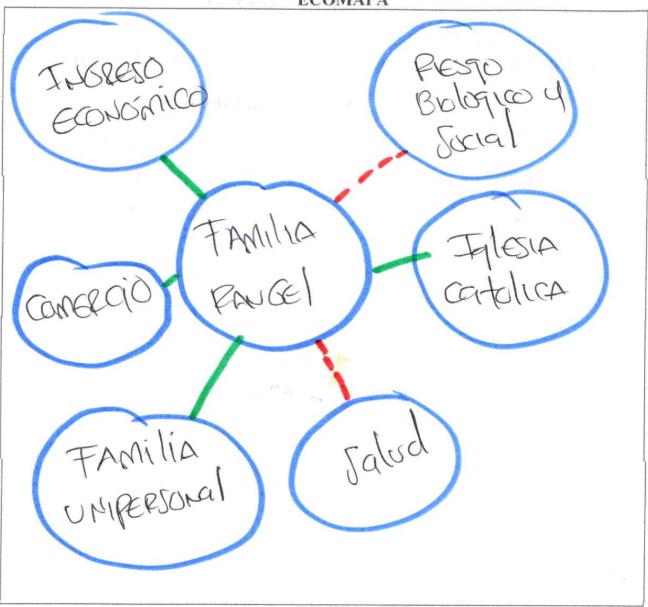 ECOMAPA
INGRESO
ECONÓMICO
RIESGO
Biologico y
Social
FAMILIA
RANGEl
Iglesia
Catolica
COMERCIO
FAMiliA
UNIPERSONAl
Salud